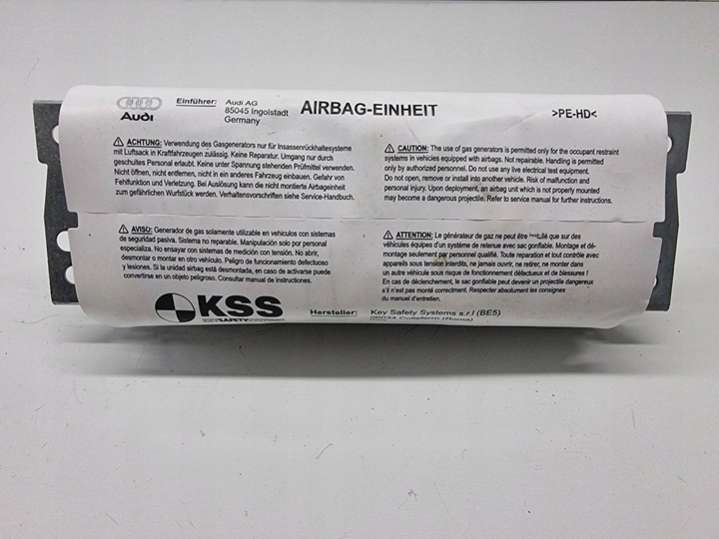 Audi
Einführer: Audi AG
85045 Ingolstadt
Germany
AIRBAG-EINHEIT
>PE-HD<
ACHTUNG: Verwendung des Gasgenerators nur für Insassenrückhaltesysteme
mit Luftsack in Kraftfahrzeugen zulässig. Keine Reparatur. Umgang nur durch
geschultes Personal erlaubt. Keine unter Spannung stehenden Prüfmittel verwenden.
Nicht öffnen, nicht entfernen, nicht in ein anderes Fahrzeug einbauen. Gefahr von
Fehlfunktion und Verletzung. Bei Auslösung kann die nicht montierte Airbageinheit
zum gefährlichen Wurfstück werden. Verhaltensvorschriften siehe Service-Handbuch.
CAUTION: The use of gas generators is permitted only for the occupant restraint
systems in vehicles equipped with airbags. Not repairable. Handling is permitted
only by authorized personnel. Do not use any live electrical test equipment.
Do not open, remove or install into another vehicle. Risk of malfunction and
personal injury. Upon deployment, an airbag unit which is not properly mounted
may become a dangerous projectile. Refer to service manual for further instructions.
AVISO: Generador de gas solamente utilizable en vehículos con sistemas
de seguridad pasiva. Sistema no reparable. Manipulación solo por personal
especializa. No ensayar con sistemas de medición con tensión. No abrir,
desmontar o montar en otro vehículo. Peligro de funcionamiento defectuoso
y lesiones. Si la unidad airbag está desmontada, en caso de activarse puede
convertirse en un objeto peligroso. Consultar manual de instrucciones.
ATTENTION: Le générateur de gaz ne peut être que sur des
véhicules équipes d'un système de retenue avec sac gonflable. Montage et dé-
montage seulement par personnel qualifié. Toute reparation et tout contrôle avec
appareils sous tension interdits, ne jamais ouvrir, ne retirer, ne monter dans
un autre véhicule sous risque de fonctionnement défectueux et de blessures !
En cas de déclenchement, le sac gonflable peut devenir un projectile dangereux
s'il n'est pas monté correctment. Respecter absolument les consignes
du manuel d'entretien.
KSS
Hersteller: Key Safety Systems s.r.l (BE5)